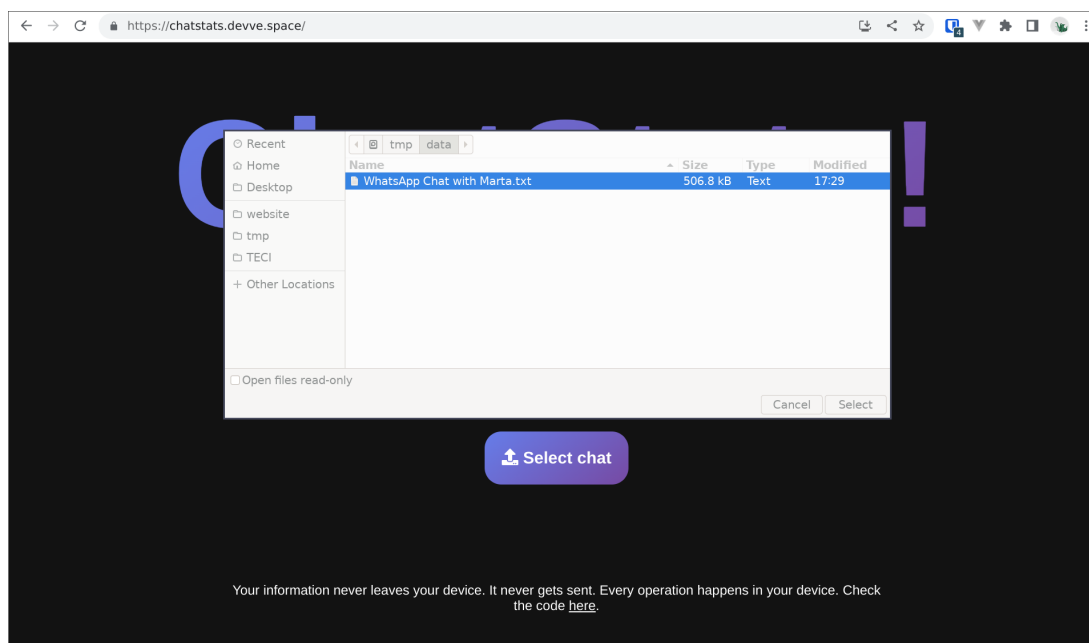 https://chatstats.devve.space/
4
!
Recent
Home
Desktop
website
tmp
TECI
Other Locations
tmp data
Name Size Type Modified
WhatsApp Chat with Marta.txt 506.8 kB Text 17:29
Open files read-only
Cancel Select
Select chat
Your information never leaves your device. It never gets sent. Every operation happens in your device. Check
the code here.